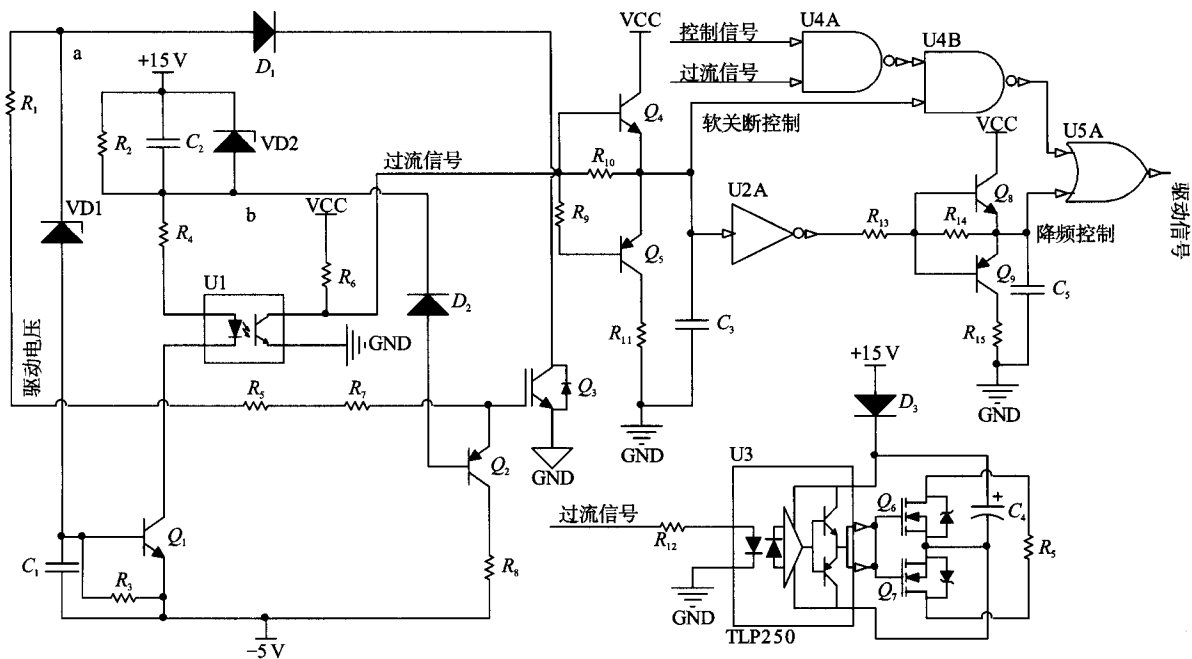 VCC
U4A
控制信号
U4B
过流信号
a
D₁
+15 V
R₁
Q₄
R₂
C₂
VD2
软关断控制
VCC
U5A
过流信号
R₁₀
b
VD1
VCC
U2A
Q₈
R₄
R₉
R₁₃
R₁₄
降频控制
驱动信号
Q₅
R₆
U1
D₂
Q₉
C₅
C₃
R₁₁
R₁₅
GND
驱动电压
+15 V
R₅
R₇
Q₃
GND
D₃
Q₂
GND
GND
U3
Q₆
+
C₄
过流信号
Q₁
R₁₂
R₅
C₁
R₃
R₈
Q₇
GND
TLP250
−5 V